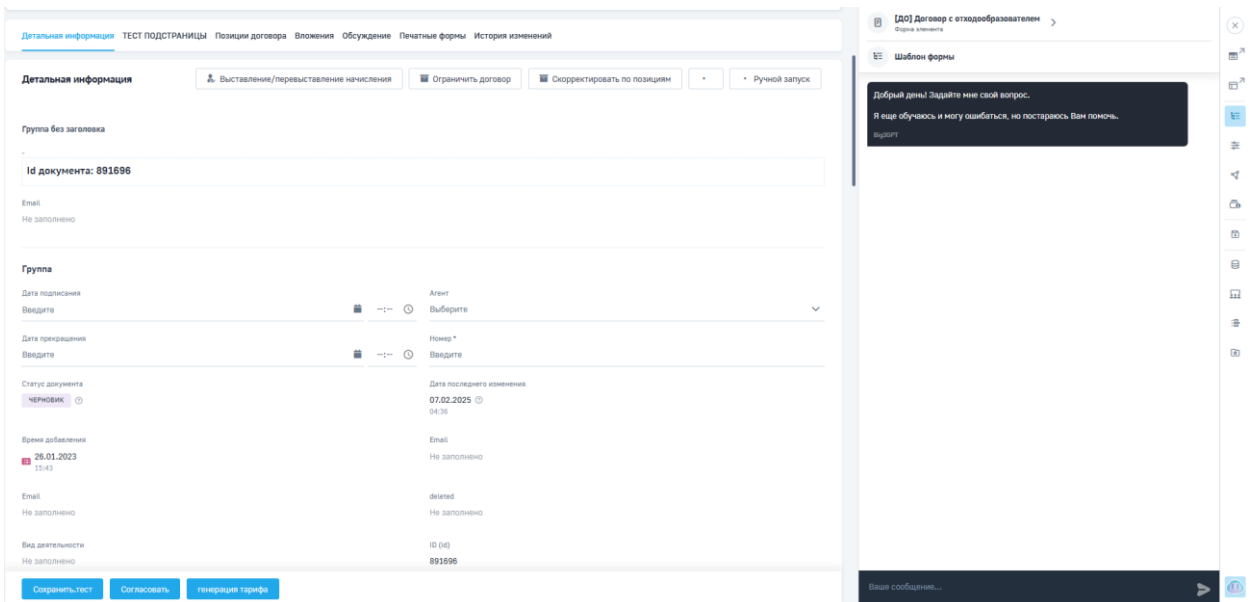 Детальная информация ТЕСТ ПОДСТРАНИЦЫ Позиции договора Вложения Обсуждение Печатные формы История изменений
Детальная информация
Выставление/перевыставление начисления
Ограничить договор
Скорректировать по позициям
-
• Ручной запуск
Группа без заголовка
-
Id документа: 891696
Email
Не заполнено
Группа
Дата подписания
Введите --:--
Агент
Выберите
Дата прекращения
Введите --:--
Номер *
Введите
Статус документа
ЧЕРНОВИК
Дата последнего изменения
07.02.2025
04:36
Время добавления
26.01.2023
15:43
Email
Не заполнено
Email
Не заполнено
deleted
Не заполнено
Вид деятельности
Не заполнено
ID (id)
891696
Сохранить.тест
Согласовать
генерация тарифа
[ДО] Договор с отходообразователем
Форма элемента
Шаблон формы
Добрый день! Задайте мне свой вопрос.
Я еще обучаюсь и могу ошибаться, но постараюсь Вам помочь.
Big3GPT
Ваше сообщение...